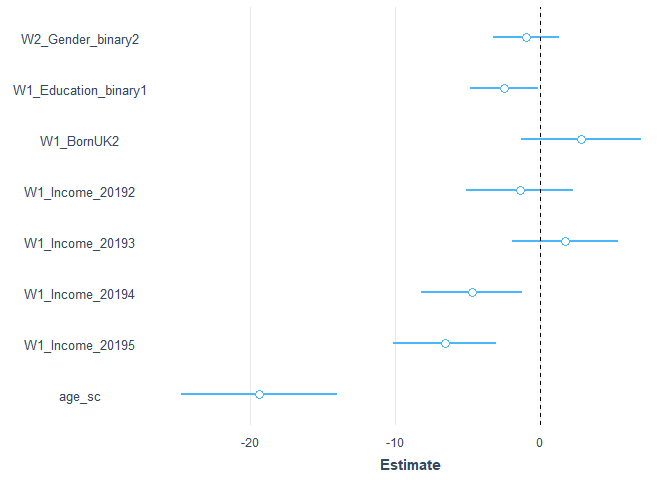 W2_Gender_binary2
W1_Education_binary1
W1_BornUK2
W1_Income_20192
W1_Income_20193
W1_Income_20194
W1_Income_20195
age_sc
-20 -10 0
Estimate